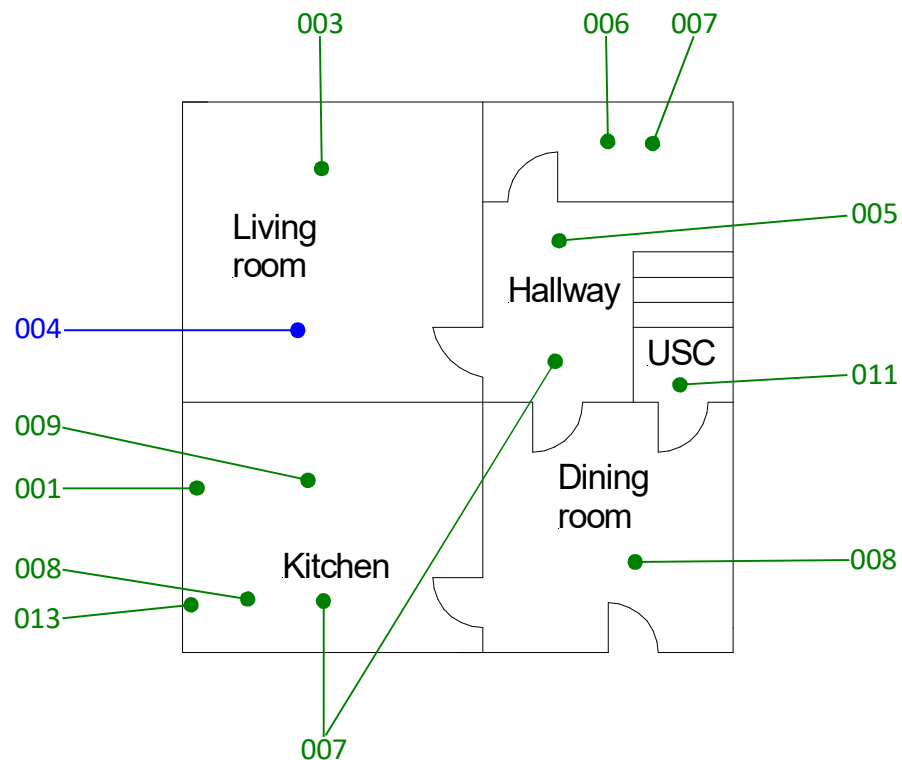 003
006
007
005
Living
room
Hallway
004
USC
011
009
Dining
room
001
Kitchen
008
008
013
007